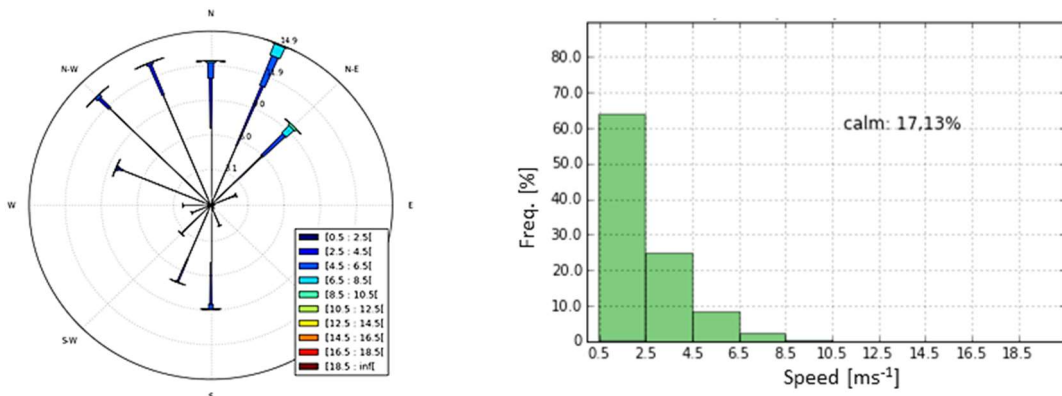 N
14.9
11.9
9.0
6.0
3.1
N-W
N-E
W
E
S-W
[0.5 : 2.5[
[2.5 : 4.5[
[4.5 : 6.5[
[6.5 : 8.5[
[8.5 : 10.5[
[10.5 : 12.5[
[12.5 : 14.5[
[14.5 : 16.5[
[16.5 : 18.5[
[18.5 : inf[
Freq. [%]
80.0
70.0
60.0
50.0
40.0
30.0
20.0
10.0
0
calm: 17,13%
0.5 2.5 4.5 6.5 8.5 10.5 12.5 14.5 16.5 18.5
Speed [ms⁻¹]